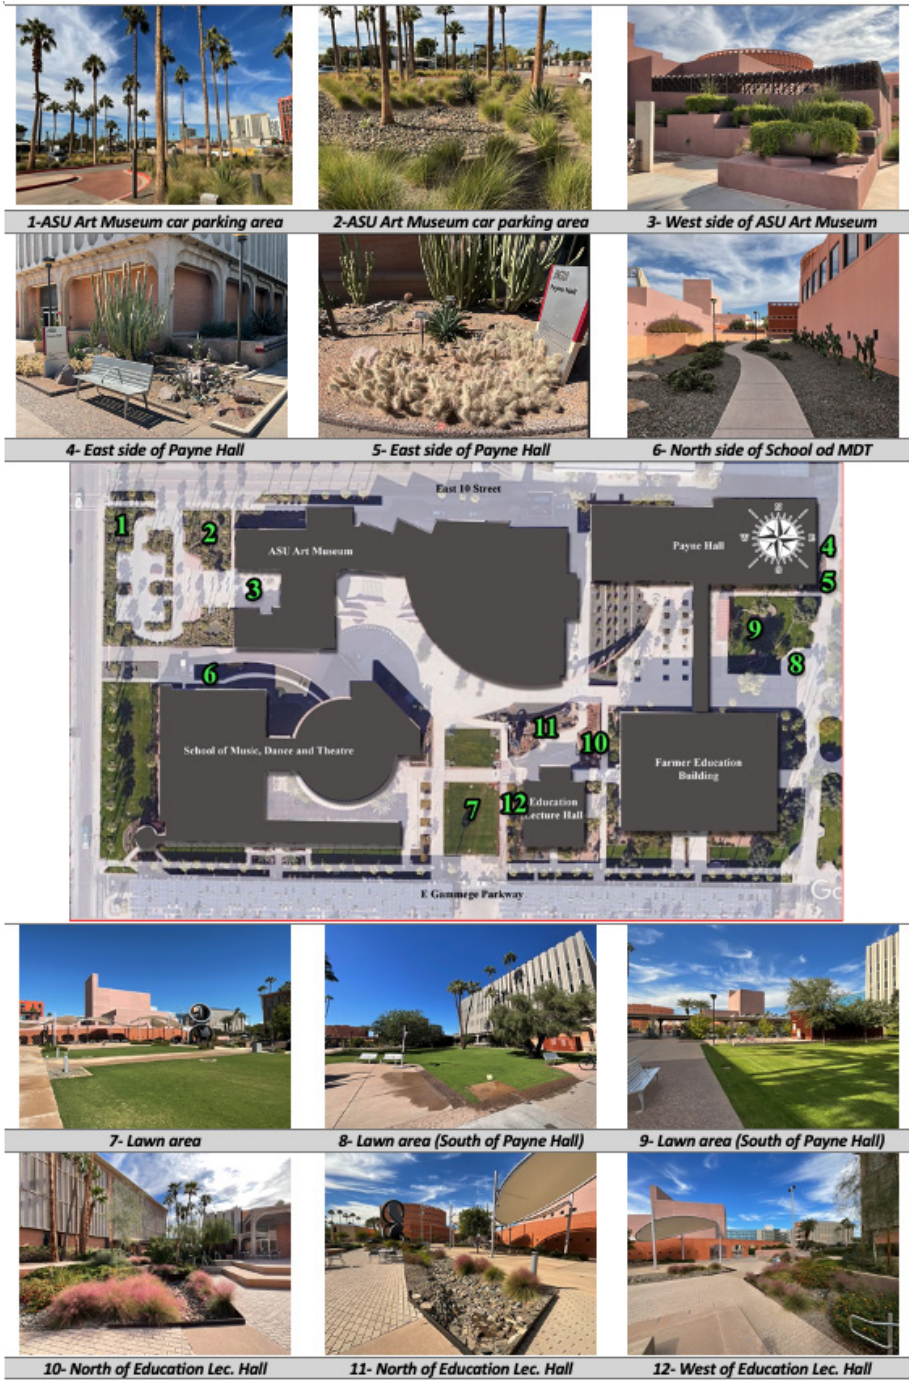 1-ASU Art Museum car parking area
2-ASU Art Museum car parking area
3- West side of ASU Art Museum
Payne Hall
4- East side of Payne Hall
5- East side of Payne Hall
6- North side of School od MDT
East 10 Street
1
2
ASU Art Museum
Payne Hall
4
3
5
9
8
6
11
10
School of Music, Dance and Theatre
Farmer Education
Building
7
12
Education
Lecture Hall
E Gammege Parkway
Go
7- Lawn area
8- Lawn area (South of Payne Hall)
9- Lawn area (South of Payne Hall)
10- North of Education Lec. Hall
11- North of Education Lec. Hall
12- West of Education Lec. Hall